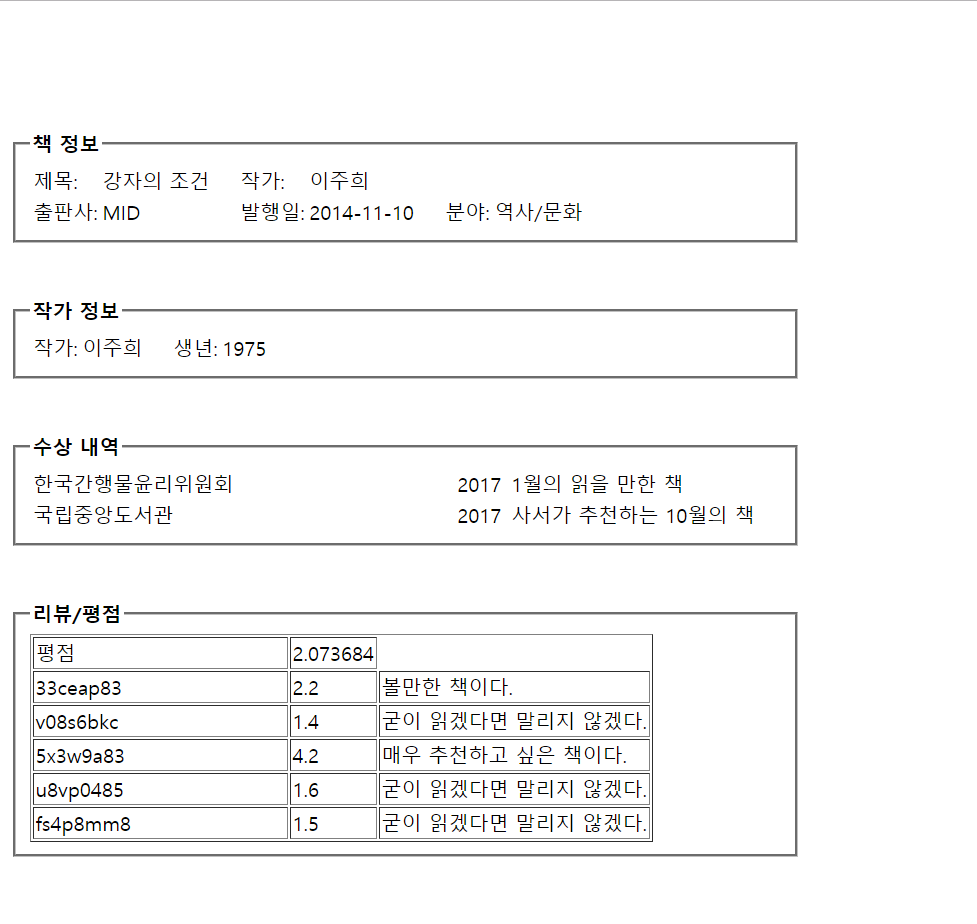 책 정보
제목: 강자의 조건 작가: 이주희
출판사: MID 발행일: 2014-11-10 분야: 역사/문화
작가 정보
작가: 이주희 생년: 1975
수상 내역
한국간행물윤리위원회 2017 1월의 읽을 만한 책
국립중앙도서관 2017 사서가 추천하는 10월의 책
리뷰/평점
평점 2.073684
33ceap83 2.2 볼만한 책이다.
v08s6bkc 1.4 굳이 읽겠다면 말리지 않겠다.
5x3w9a83 4.2 매우 추천하고 싶은 책이다.
u8vp0485 1.6 굳이 읽겠다면 말리지 않겠다.
fs4p8mm8 1.5 굳이 읽겠다면 말리지 않겠다.